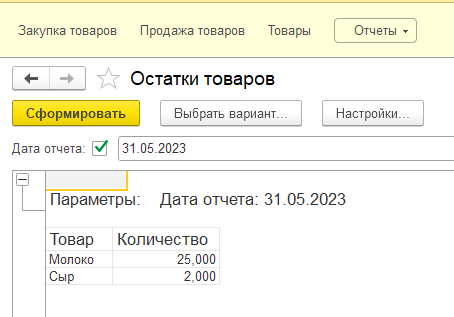 Закупка товаров Продажа товаров Товары Отчеты
Остатки товаров
Сформировать Выбрать вариант... Настройки...
Дата отчета: 31.05.2023
Параметры: Дата отчета: 31.05.2023
Товар Количество
Молоко 25,000
Сыр 2,000